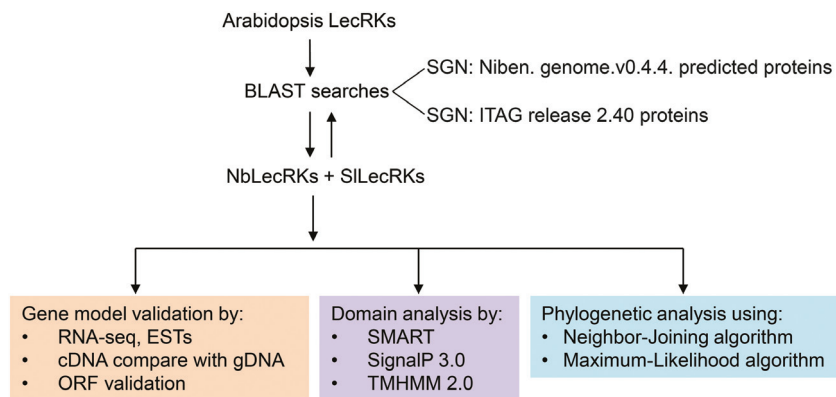 Arabidopsis LecRKs
BLAST searches
SGN: Niben. genome.v0.4.4. predicted proteins
SGN: ITAG release 2.40 proteins
NbLecRKs + SlLecRKs
Gene model validation by:
• RNA-seq, ESTs
• cDNA compare with gDNA
• ORF validation
Domain analysis by:
• SMART
• SignalP 3.0
• TMHMM 2.0
Phylogenetic analysis using:
• Neighbor-Joining algorithm
• Maximum-Likelihood algorithm